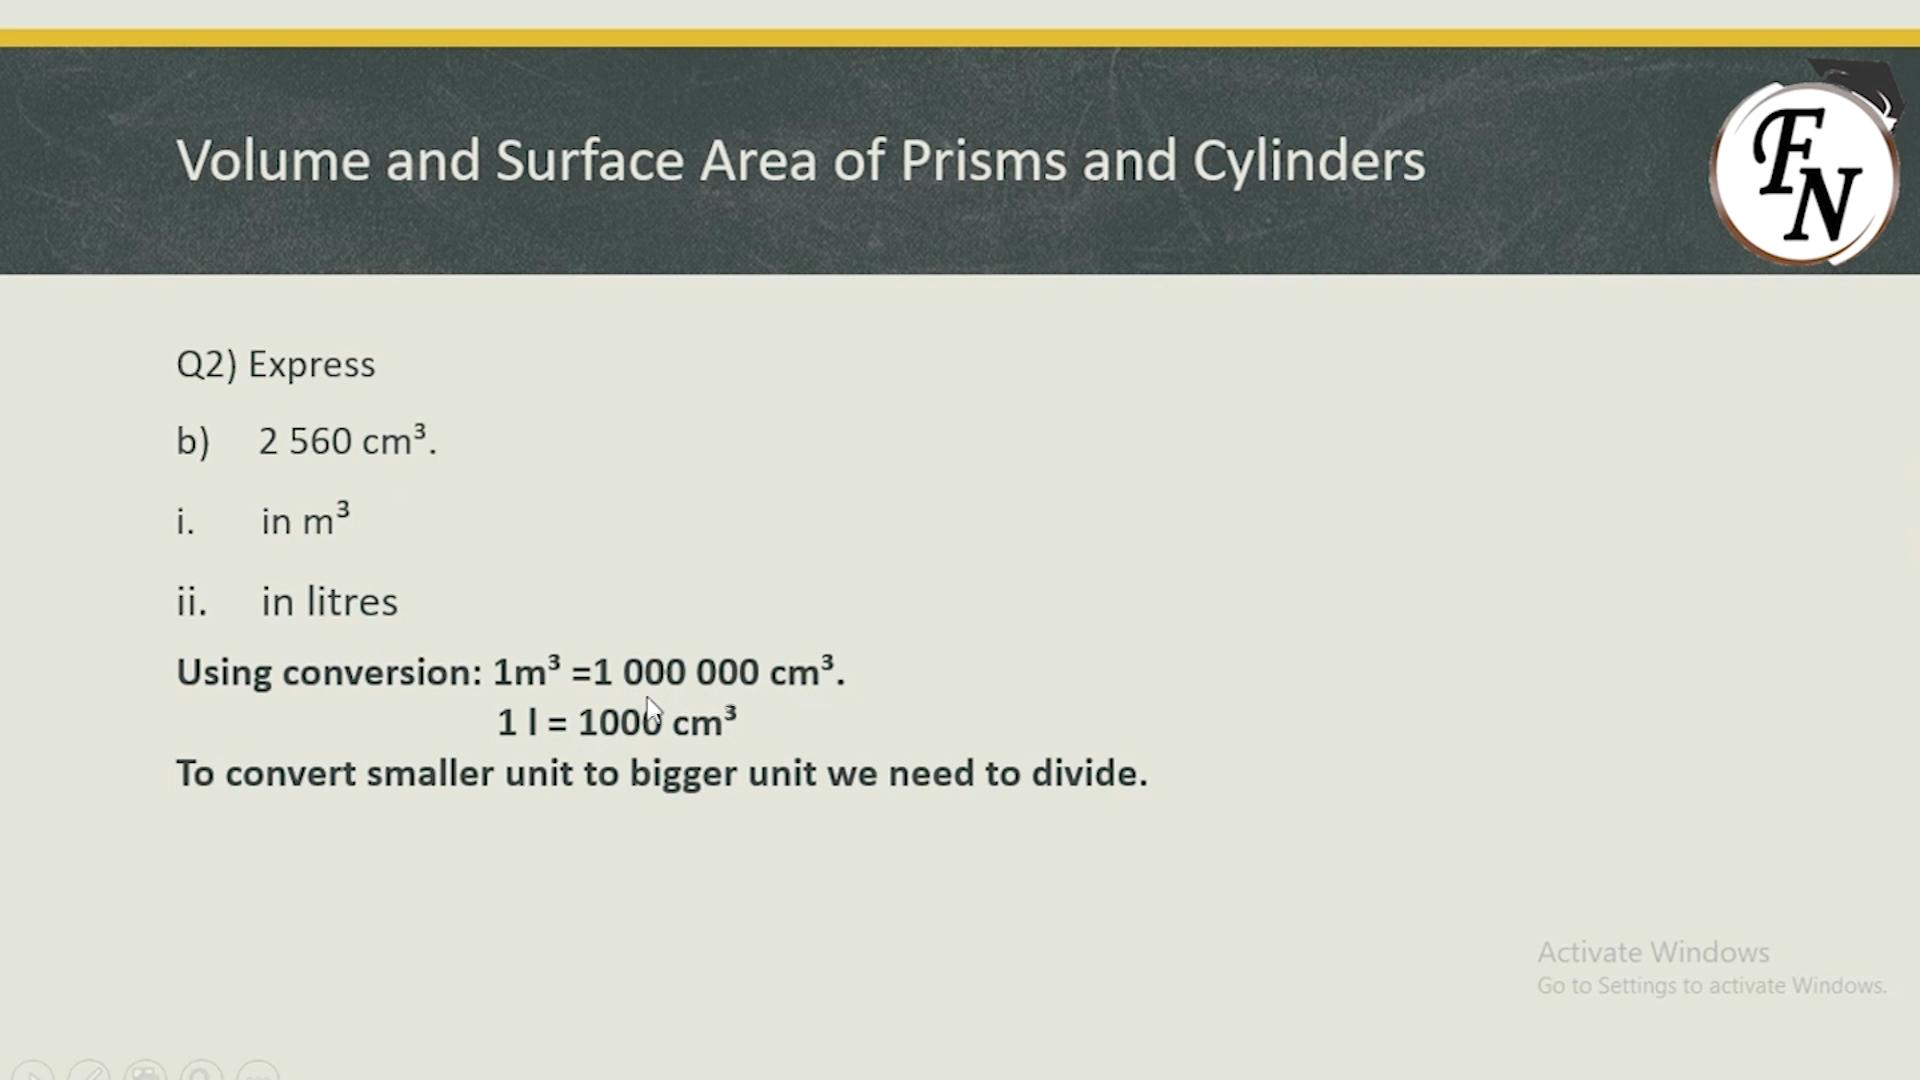 Volume and Surface Area of Prisms and Cylinders
FN
Q2) Express
b) 2 560 cm³.
i. in m³
ii. in litres
Using conversion: 1m³ =1 000 000 cm³.
1 l = 1000 cm³
To convert smaller unit to bigger unit we need to divide.
Activate Windows
Go to Settings to activate Windows.